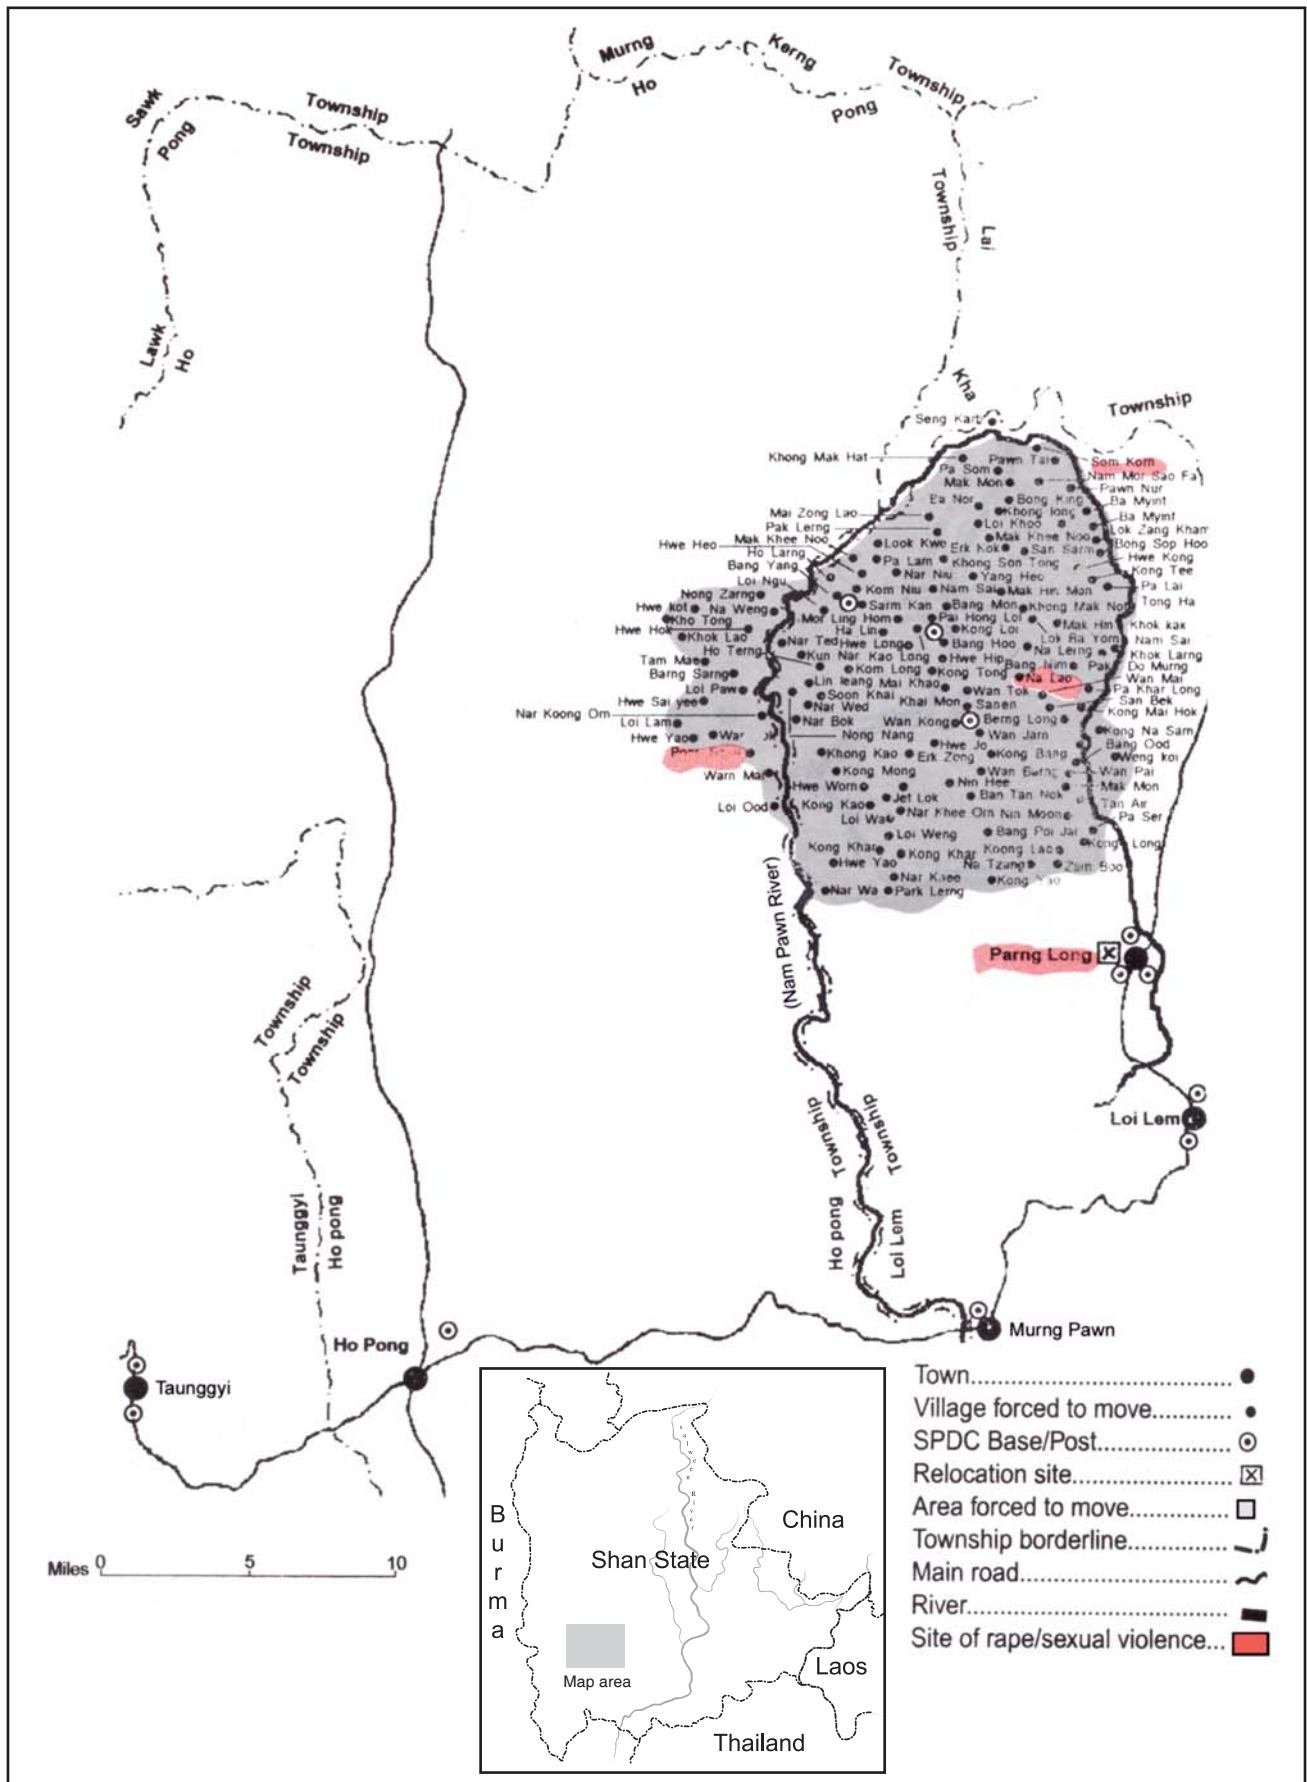 Murng Kerng Township
Ho Pong
Sawk Township
Pong Township
Township Lai
Lawk
Ho
Kha
Township
Seng Kart
Khong Mak Hat
Pawn Tai
Som Korn
Pa Som
Nam Mor Sao Fa
Mak Mon
Pawn Nur
Ea Nor
Bong King
Ba Myint
Mai Zong Lao
Khong Iong
Ba Myint
Pak Lerng
Loi Khoo
Lok Zang Kham
Mak Khee Noo
Mak Khee Noo
Bong Sop Hoo
Hwe Heo
Look Kwe
Erk Kok
San Sarm
Hwe Kong
Ho Larng
Pa Lam
Khong Son Tong
Kong Tee
Bang Yang
Nar Niu
Yang Heo
Pa Lai
Loi Ngu
Kom Niu
Nam Sai
Mak Hin Mon
Nong Zarng
Sarm Kan
Bang Mon
Khong Mak Noi
Tong Ha
Hwe kot
Na Weng
Kho Tong
Mor Ling Hom
Pai Hong Loi
Mak Hin
Khok kax
Hwe Hok
Ha Lin
Kong Loi
Khok Lao
Nar Ted
Hwe Long
Bang Hoo
Lok Ba Yorn
Nam Sai
Ho Terng
Kun Nar
Kao Long
Hwe Hip
Na Lerng
Khok Larng
Tam Mae
Kom Long
Kong Tong
Bang Nim
Pak
Do Murng
Barng Sarng
Na Lao
Wan Mai
Loi Paw
Lin leang
Mai Khao
Wan Tok
Pa Khar Long
Soon Khai
Khai Mon
Sanen
San Bek
Hwe Sai yee
Nar Wed
Kong Mai Hok
Nar Koong Orn
Loi Lam
Nar Bok
Wan Kong
Berng Long
Kong Na Sam
Hwe Yao
Nong Nang
Wan Jarn
Bang Ood
Hwe Jo
Khong Kao
Erk Zong
Kong Bang
Weng koi
Warn Mai
Kong Mong
Wan Barng
Wan Pai
Hwe Worn
Nin Hee
Mak Mon
Loi Ood
Kong Kao
Jet Lok
Ban Tan Nok
Tan Air
Loi Waw
Nar Khee Orn
Nin Moon
Pa Ser
Loi Weng
Bang Poi Jar
Kong Long
Kong Khar
Kong Khar
Koong Lao
Hwe Yao
Na Tzang
Zam Boo
Nar Kaee
Kong Yao
Nar Wa
Park Lerng
(Nam Pawn River)
Parng Long
Township
Township
Township
Township
Loi Lem
Taunggyi
Ho pong
Ho pong
Loi Lem
Ho Pong
Murng Pawn
Taunggyi
Miles 0 5 10
Burma
Salween River
China
Shan State
Map area
Laos
Thailand
Town
Village forced to move
SPDC Base/Post
Relocation site
Area forced to move
Township borderline
Main road
River
Site of rape/sexual violence